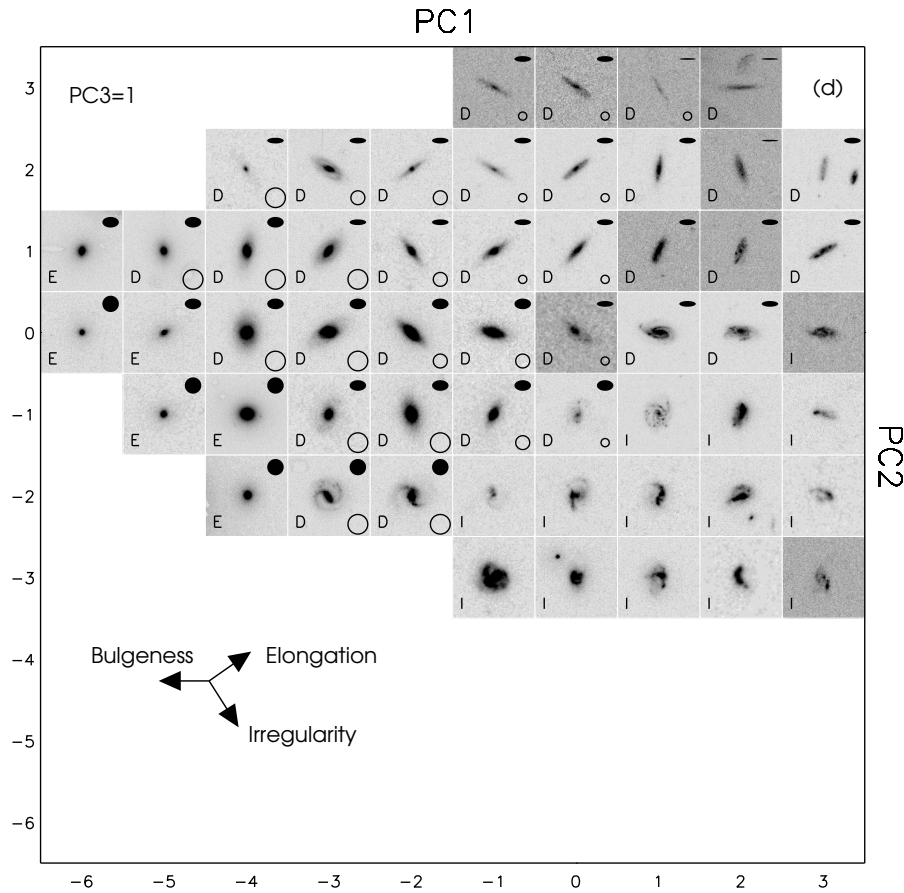 PC1
3 D D D D
PC3=1 (d)
2 D D D D D D D D
1 E D D D D D D D D D
0 E E D D D D D D D I
−1 E E D D D D I I I
PC2
−2 E D D I I I I I
−3 I I I I I
−4
Bulgeness Elongation
Irregularity
−5
−6
−6 −5 −4 −3 −2 −1 0 1 2 3